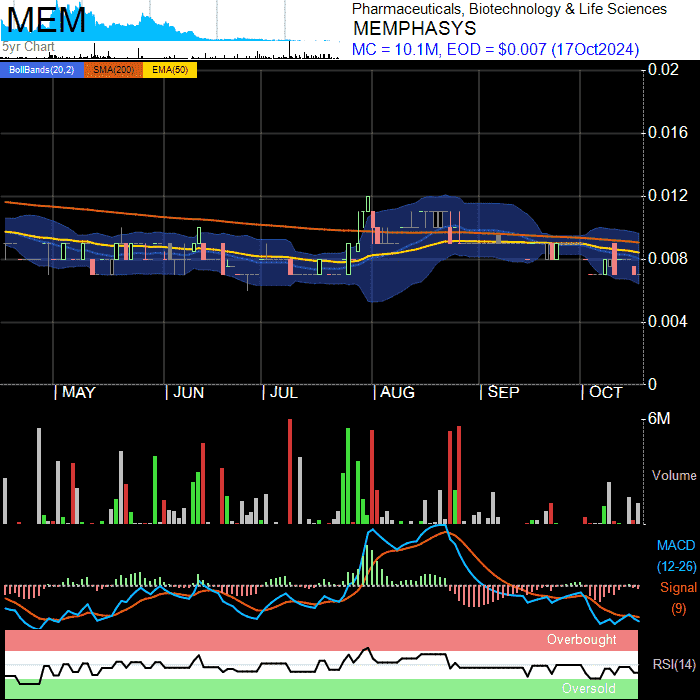 MEM
5yr Chart
Pharmaceuticals, Biotechnology & Life Sciences
MEMPHASYS
MC = 10.1M, EOD = $0.007 (17Oct2024)
BollBands(20,2) SMA(200) EMA(50)
0.02
0.016
0.012
0.008
0.004
0
MAY JUN JUL AUG SEP OCT
6M
Volume
MACD
(12-26)
Signal
(9)
Overbought
RSI(14)
Oversold